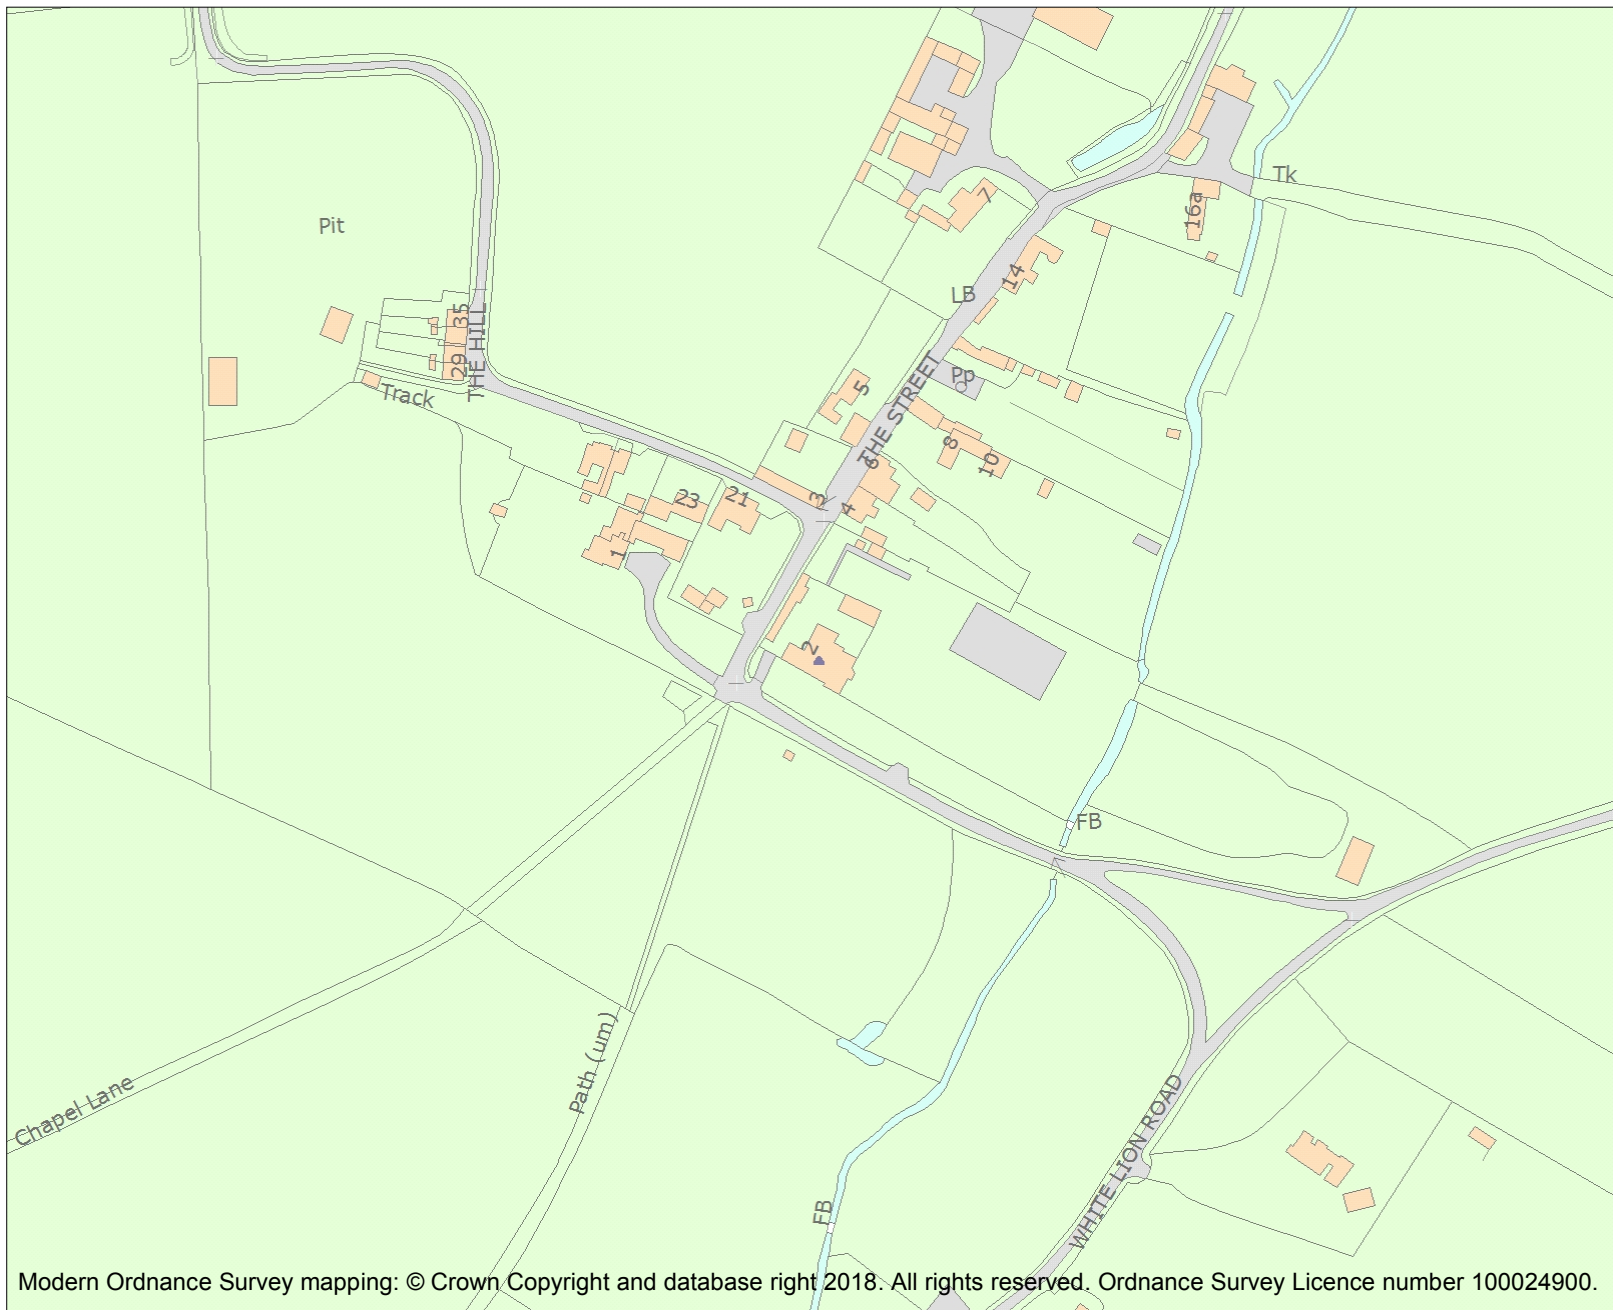 Tk
16a
7
Pit
14
LB
35
THE HILL
29
Pp
THE STREET
5
Track
8
10
6
23
21
3
4
1
2
FB
Path (um)
Chapel Lane
WHITE LION ROAD
FB
Modern Ordnance Survey mapping: © Crown Copyright and database right 2018. All rights reserved. Ordnance Survey Licence number 100024900.